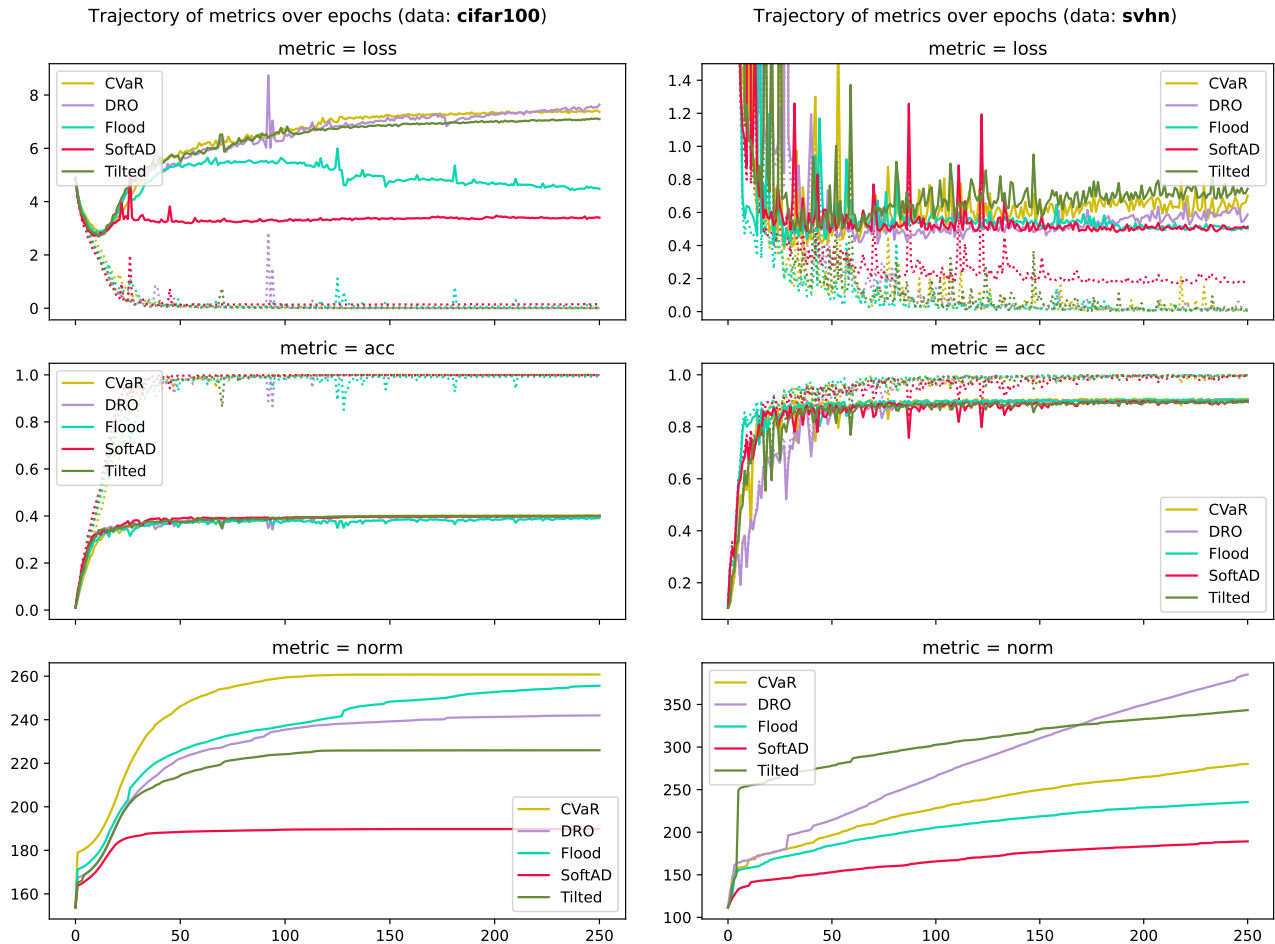 Trajectory of metrics over epochs (data: cifar100)
metric = loss
CVaR
DRO
Flood
SoftAD
Tilted
8
6
4
2
0
metric = acc
CVaR
DRO
Flood
SoftAD
Tilted
1.0
0.8
0.6
0.4
0.2
0.0
metric = norm
CVaR
DRO
Flood
SoftAD
Tilted
260
240
220
200
180
160
0 50 100 150 200 250
Trajectory of metrics over epochs (data: svhn)
metric = loss
CVaR
DRO
Flood
SoftAD
Tilted
1.4
1.2
1.0
0.8
0.6
0.4
0.2
0.0
metric = acc
CVaR
DRO
Flood
SoftAD
Tilted
1.0
0.8
0.6
0.4
0.2
metric = norm
CVaR
DRO
Flood
SoftAD
Tilted
350
300
250
200
150
100
0 50 100 150 200 250